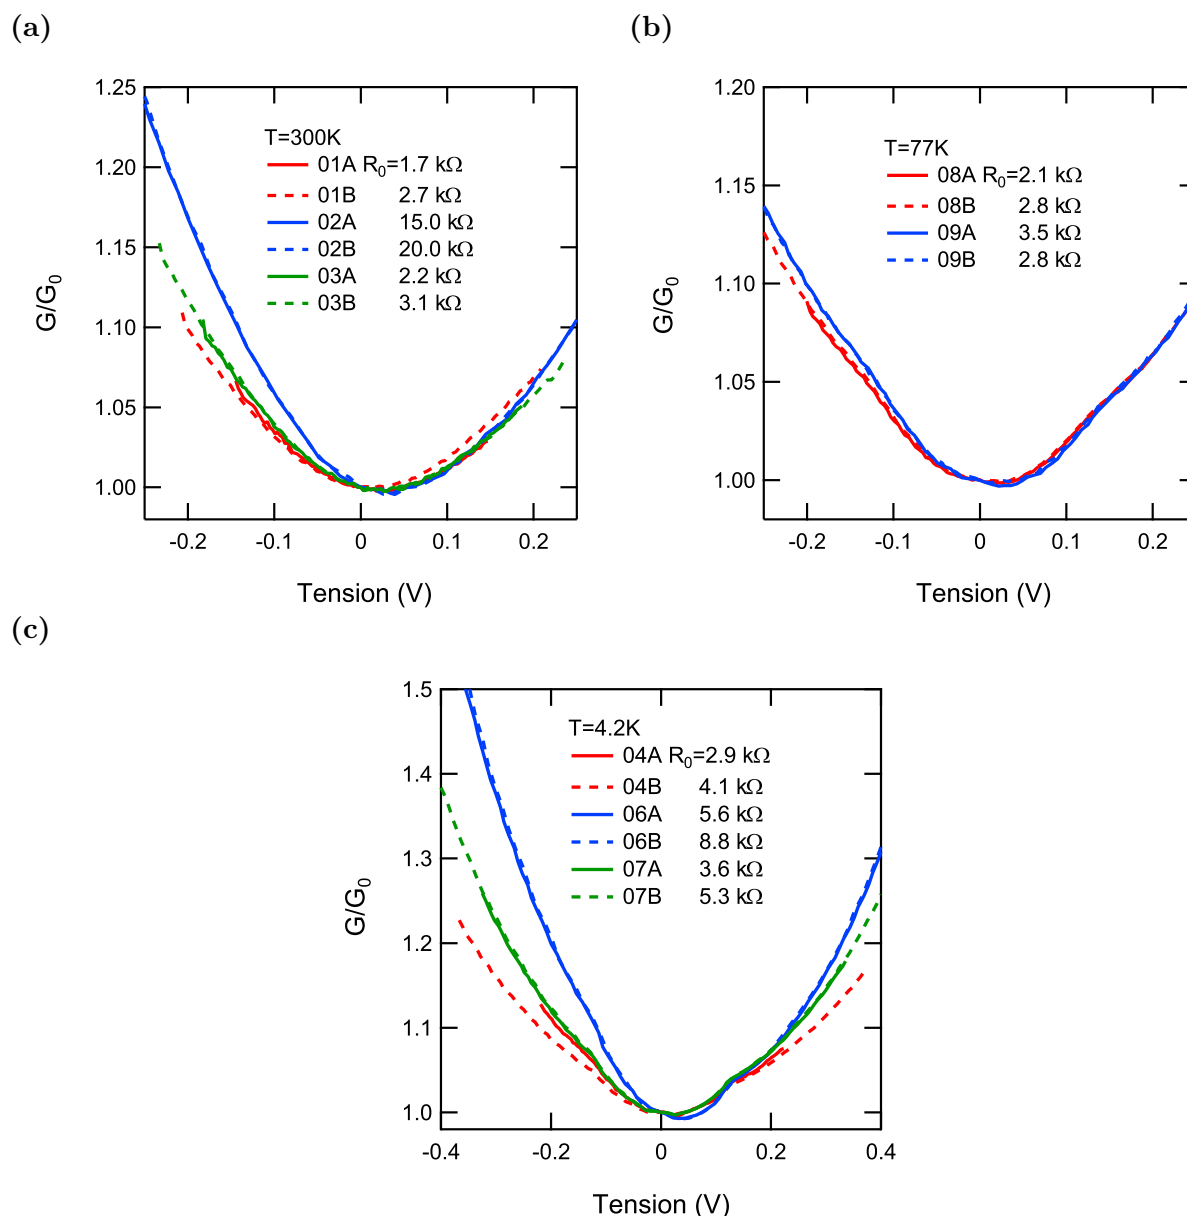 (a)
1.25
1.20
1.15
1.10
1.05
1.00
G/G0
T=300K
01A R0=1.7 kΩ
01B 2.7 kΩ
02A 15.0 kΩ
02B 20.0 kΩ
03A 2.2 kΩ
03B 3.1 kΩ
-0.2 -0.1 0 0.1 0.2
Tension (V)
(b)
1.20
1.15
1.10
1.05
1.00
G/G0
T=77K
08A R0=2.1 kΩ
08B 2.8 kΩ
09A 3.5 kΩ
09B 2.8 kΩ
-0.2 -0.1 0 0.1 0.2
Tension (V)
(c)
1.5
1.4
1.3
1.2
1.1
1.0
G/G0
T=4.2K
04A R0=2.9 kΩ
04B 4.1 kΩ
06A 5.6 kΩ
06B 8.8 kΩ
07A 3.6 kΩ
07B 5.3 kΩ
-0.4 -0.2 0 0.2 0.4
Tension (V)